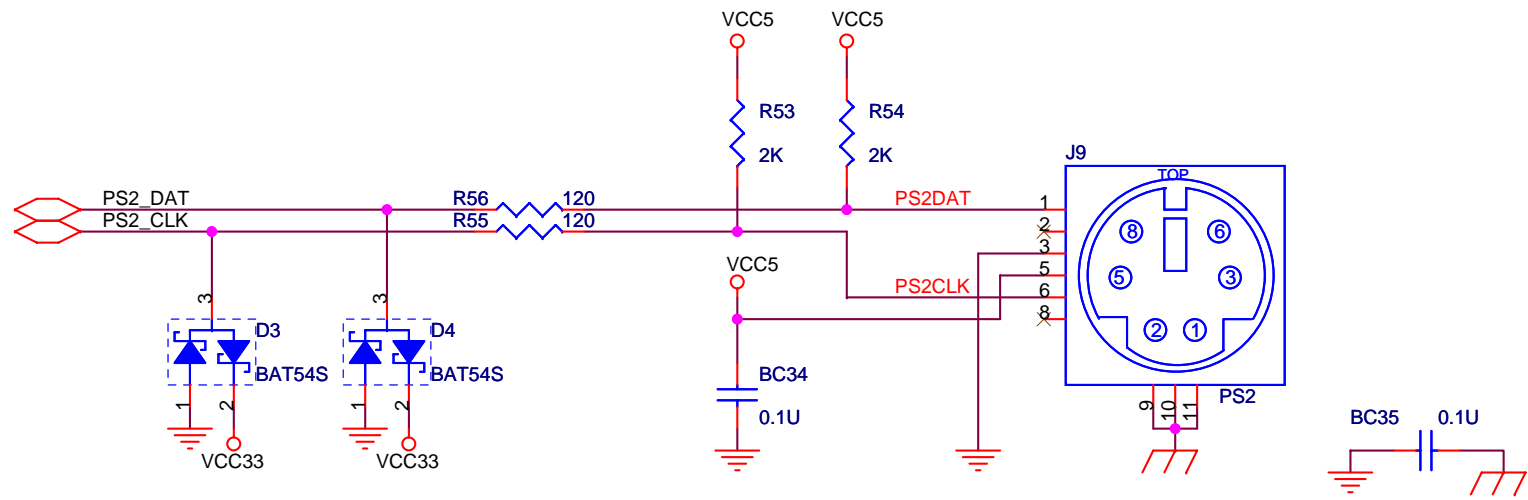 VCC5
VCC5
R53
2K
R54
2K
J9
TOP
PS2_DAT
PS2_CLK
R56
120
R55
120
PS2DAT
PS2CLK
1
2
3
5
6
8
8
6
5
3
2
1
VCC5
3
3
D3
BAT54S
D4
BAT54S
1
2
1
2
VCC33
VCC33
BC34
0.1U
9
10
11
PS2
BC35
0.1U